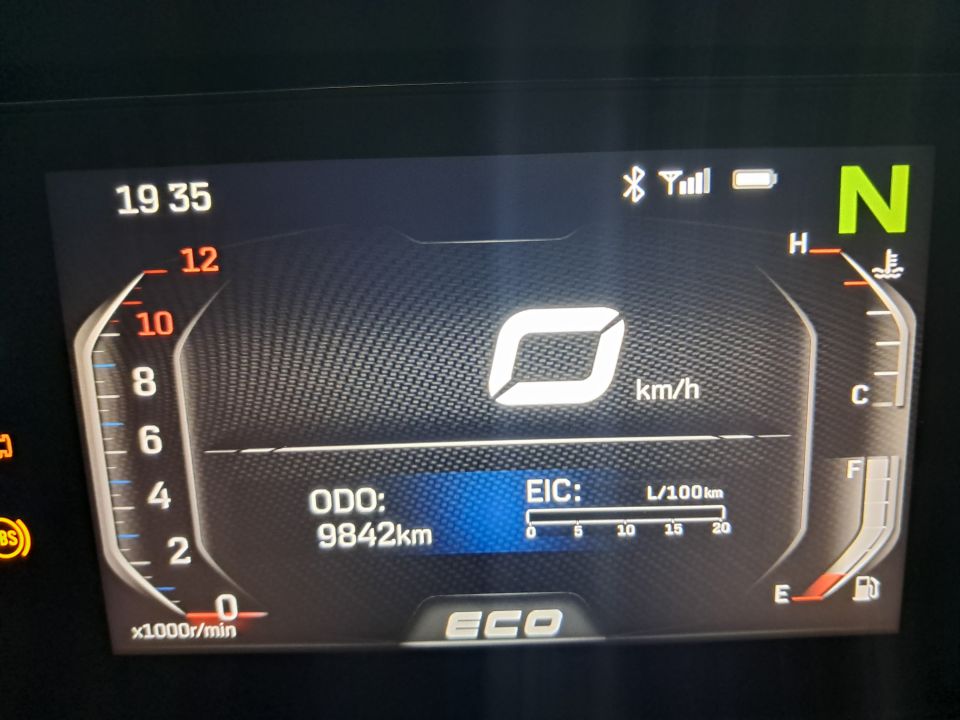 19 35
N
12
10
8
6
4
2
0
x1000r/min
H
C
0
km/h
ODO:
9842km
EIC:
L/100km
0 5 10 15 20
F
E
ECO